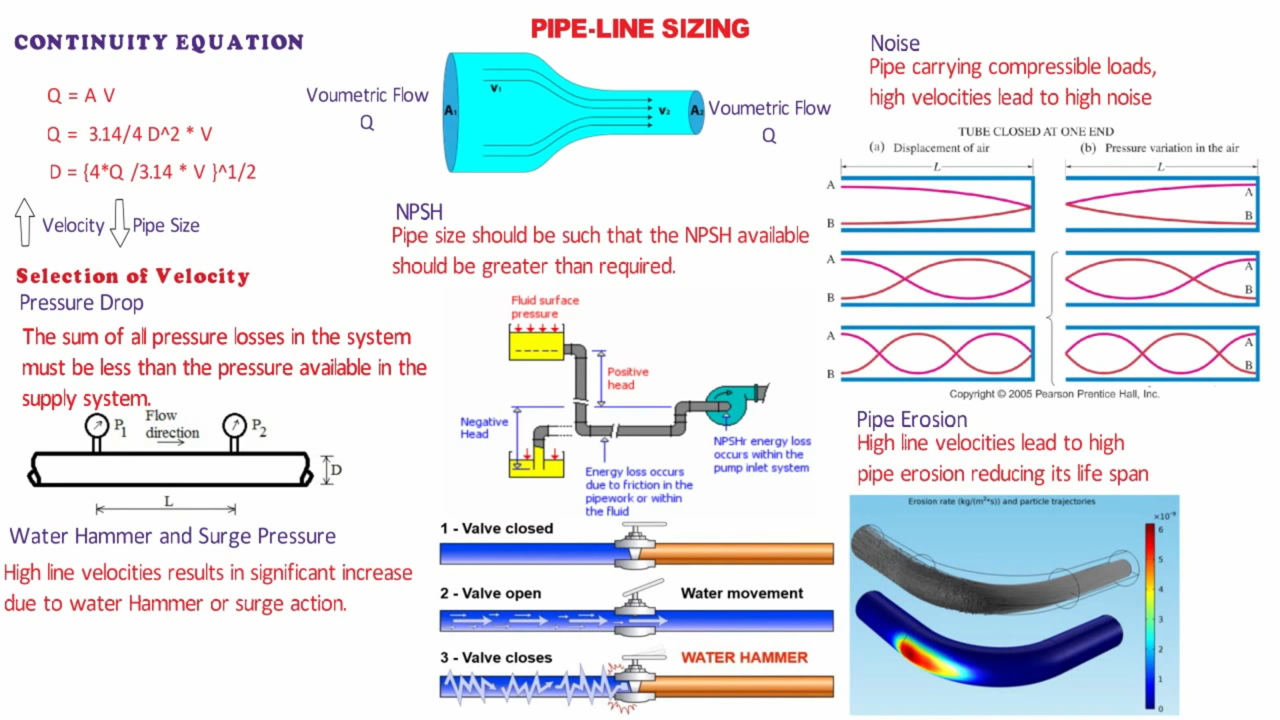 PIPE-LINE SIZING
CONTINUITY EQUATION
Q = A V
Q = 3.14/4 D^2 * V
D = {4*Q /3.14 * V }^1/2
Velocity
Pipe Size
Voumetric Flow
Q
A1
v1
v2
A2
Voumetric Flow
Q
Selection of Velocity
Pressure Drop
The sum of all pressure losses in the system
must be less than the pressure available in the
supply system.
P1
Flow
direction
P2
D
L
Water Hammer and Surge Pressure
High line velocities results in significant increase
due to water Hammer or surge action.
NPSH
Pipe size should be such that the NPSH available
should be greater than required.
Fluid surface
pressure
Positive
head
Negative
Head
NPSHr energy loss
occurs within the
pump inlet system
Energy loss occurs
due to friction in the
pipework or within
the fluid
1 - Valve closed
2 - Valve open
Water movement
3 - Valve closes
WATER HAMMER
Noise
Pipe carrying compressible loads,
high velocities lead to high noise
TUBE CLOSED AT ONE END
(a) Displacement of air
(b) Pressure variation in the air
L
L
A
B
A
B
A
B
A
B
A
B
A
B
Copyright © 2005 Pearson Prentice Hall, Inc.
Pipe Erosion
High line velocities lead to high
pipe erosion reducing its life span
Erosion rate (kg/(m²*s)) and particle trajectories
×10⁻⁹
6
5
4
3
2
1
0